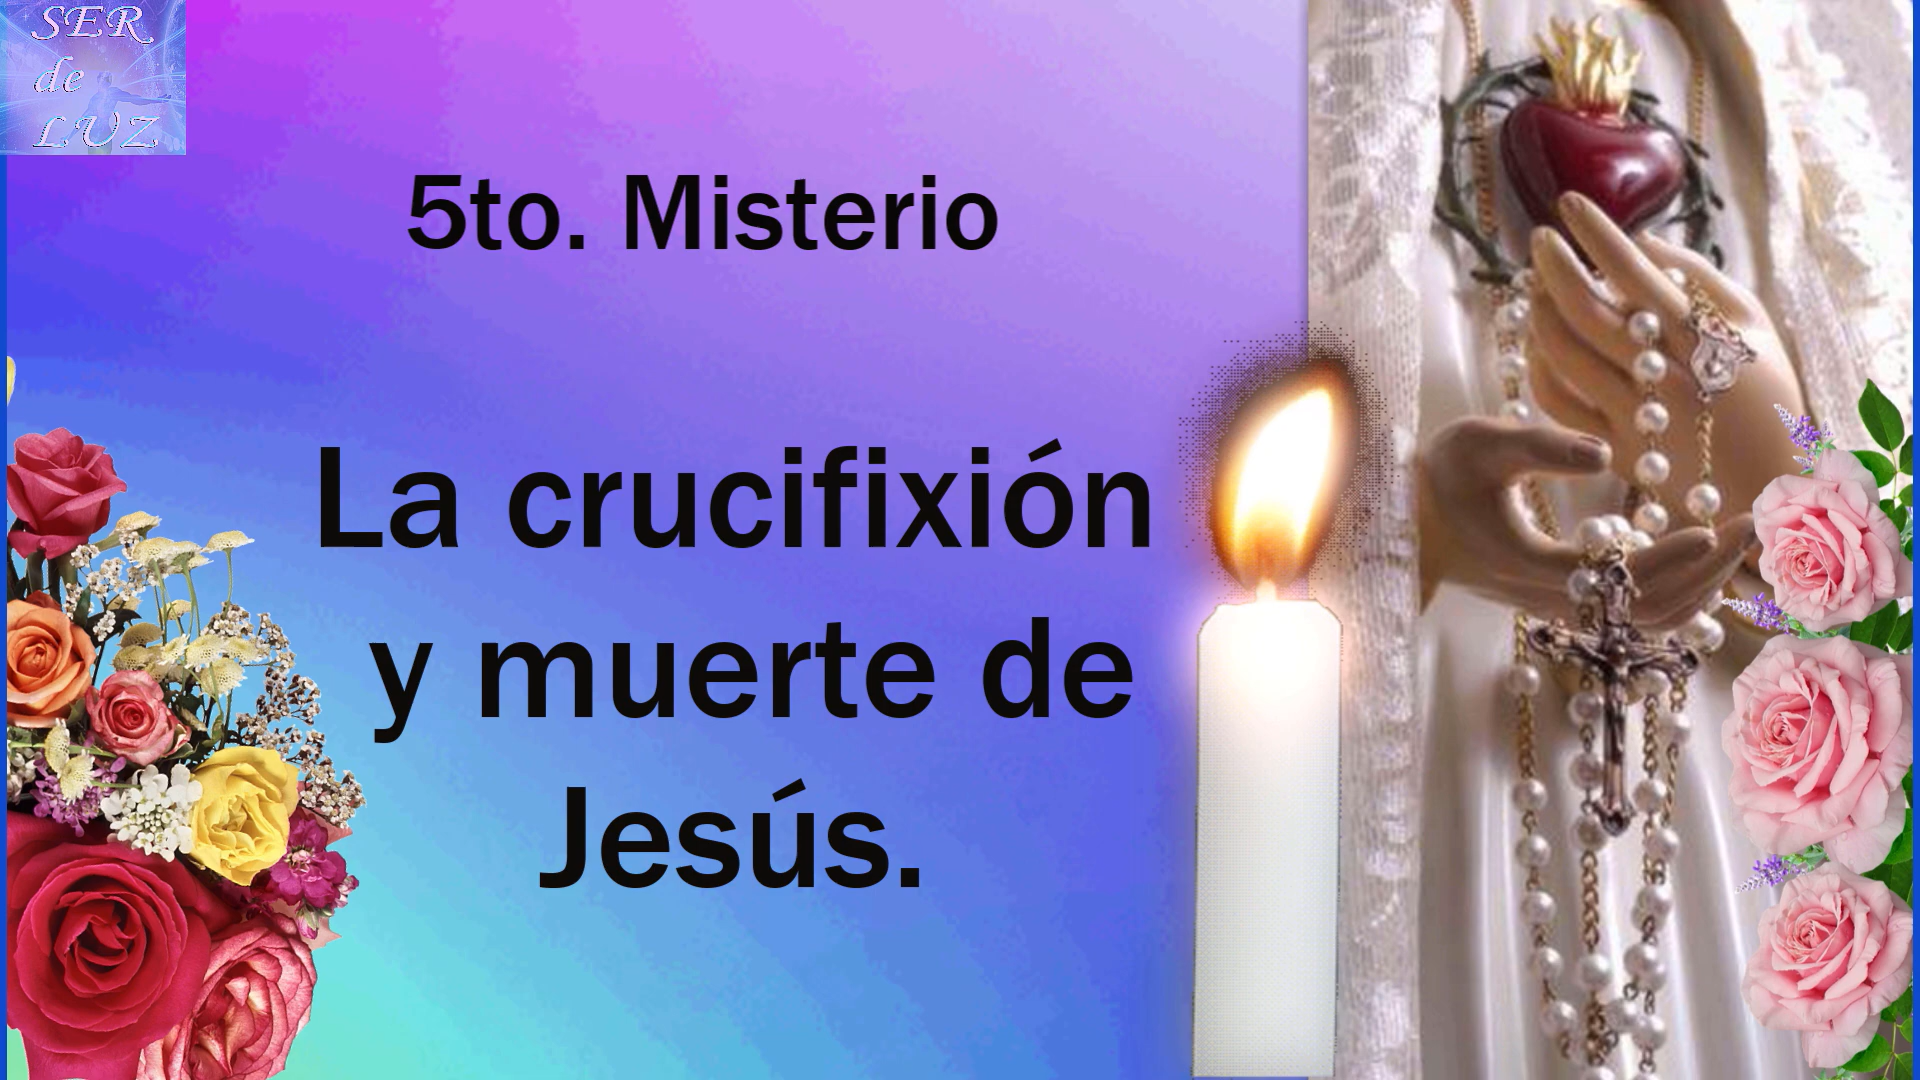 SER
de
LUZ
5to. Misterio
La crucifixión
y muerte de
Jesús.